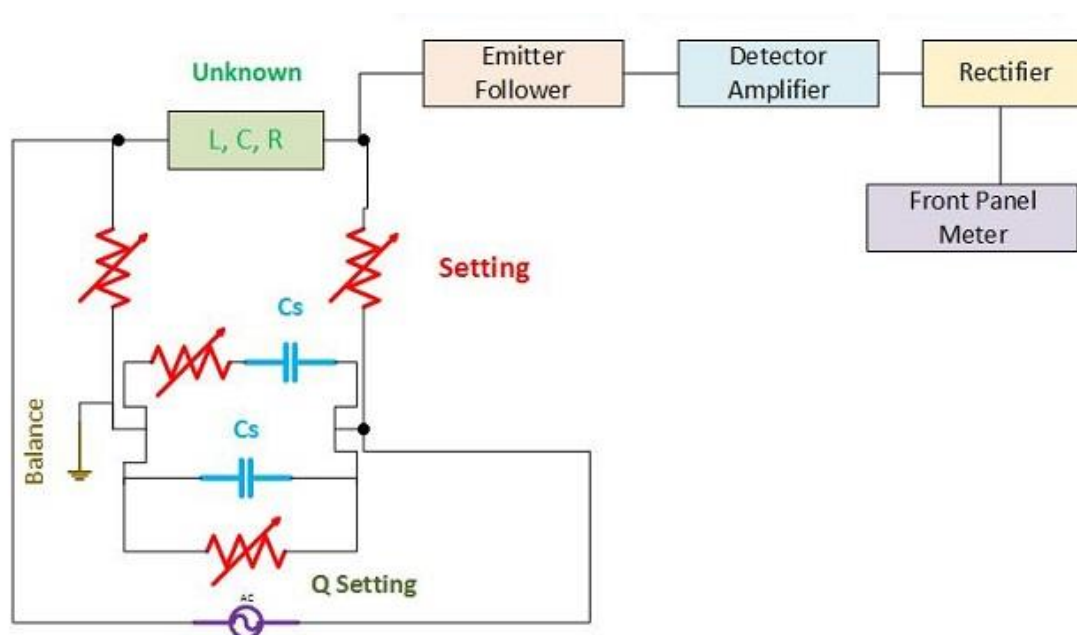 Unknown
L, C, R
Emitter
Follower
Detector
Amplifier
Rectifier
Front Panel
Meter
Setting
Cs
Cs
Balance
Q Setting
AC